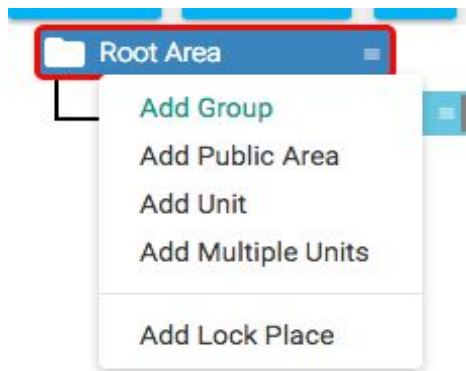 Root Area
Add Group
Add Public Area
Add Unit
Add Multiple Units
Add Lock Place